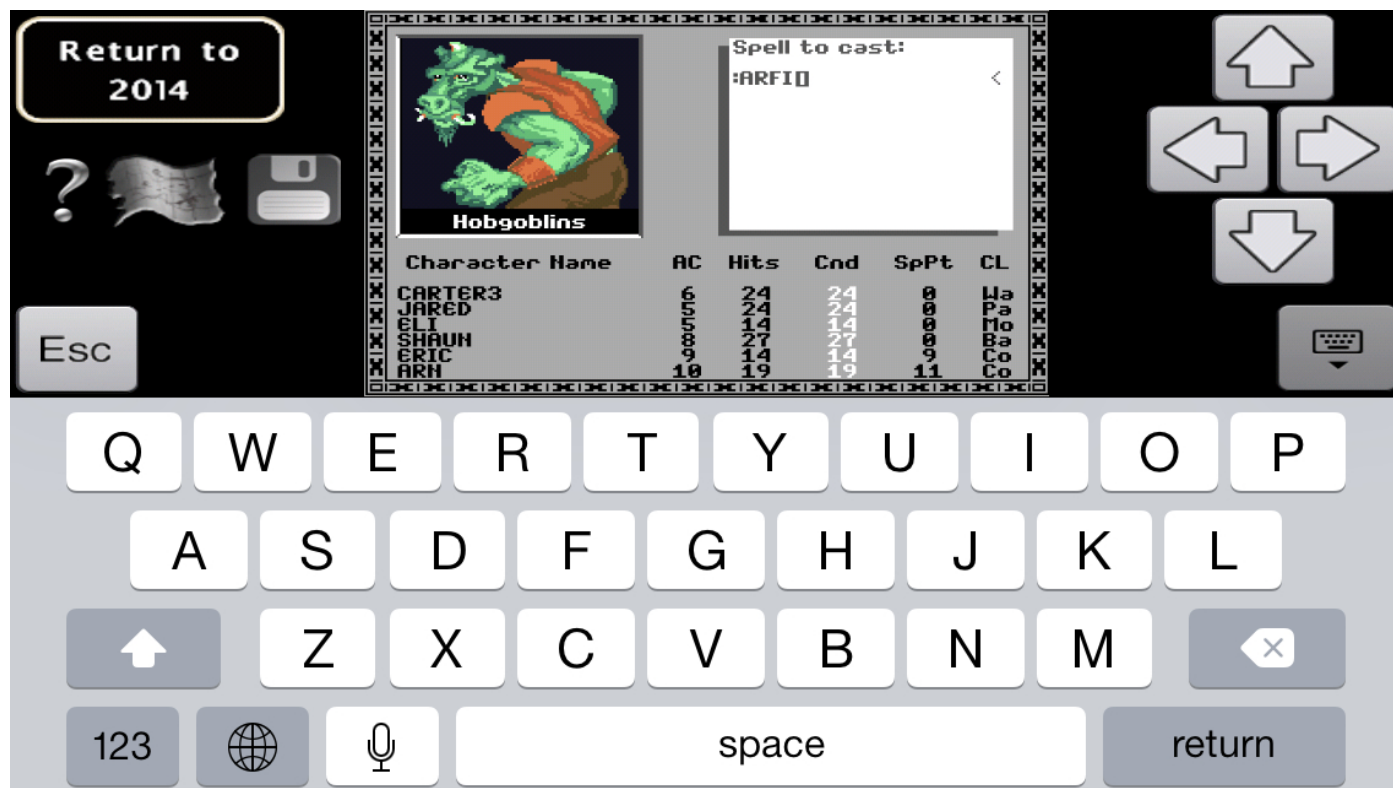 Return to
2014
Spell to cast:
:ARFI
<
Hobgoblins
Esc
Character Name AC Hits Cnd SpPt CL
CARTER3 6 24 24 0 Wa
JARED 5 24 24 0 Pa
ELI 5 14 14 0 Mo
SHAUN 8 27 27 0 Ba
ERIC 9 14 14 9 Co
ARN 10 19 19 11 Co
Q W E R T Y U I O P
A S D F G H J K L
Z X C V B N M
123 space return